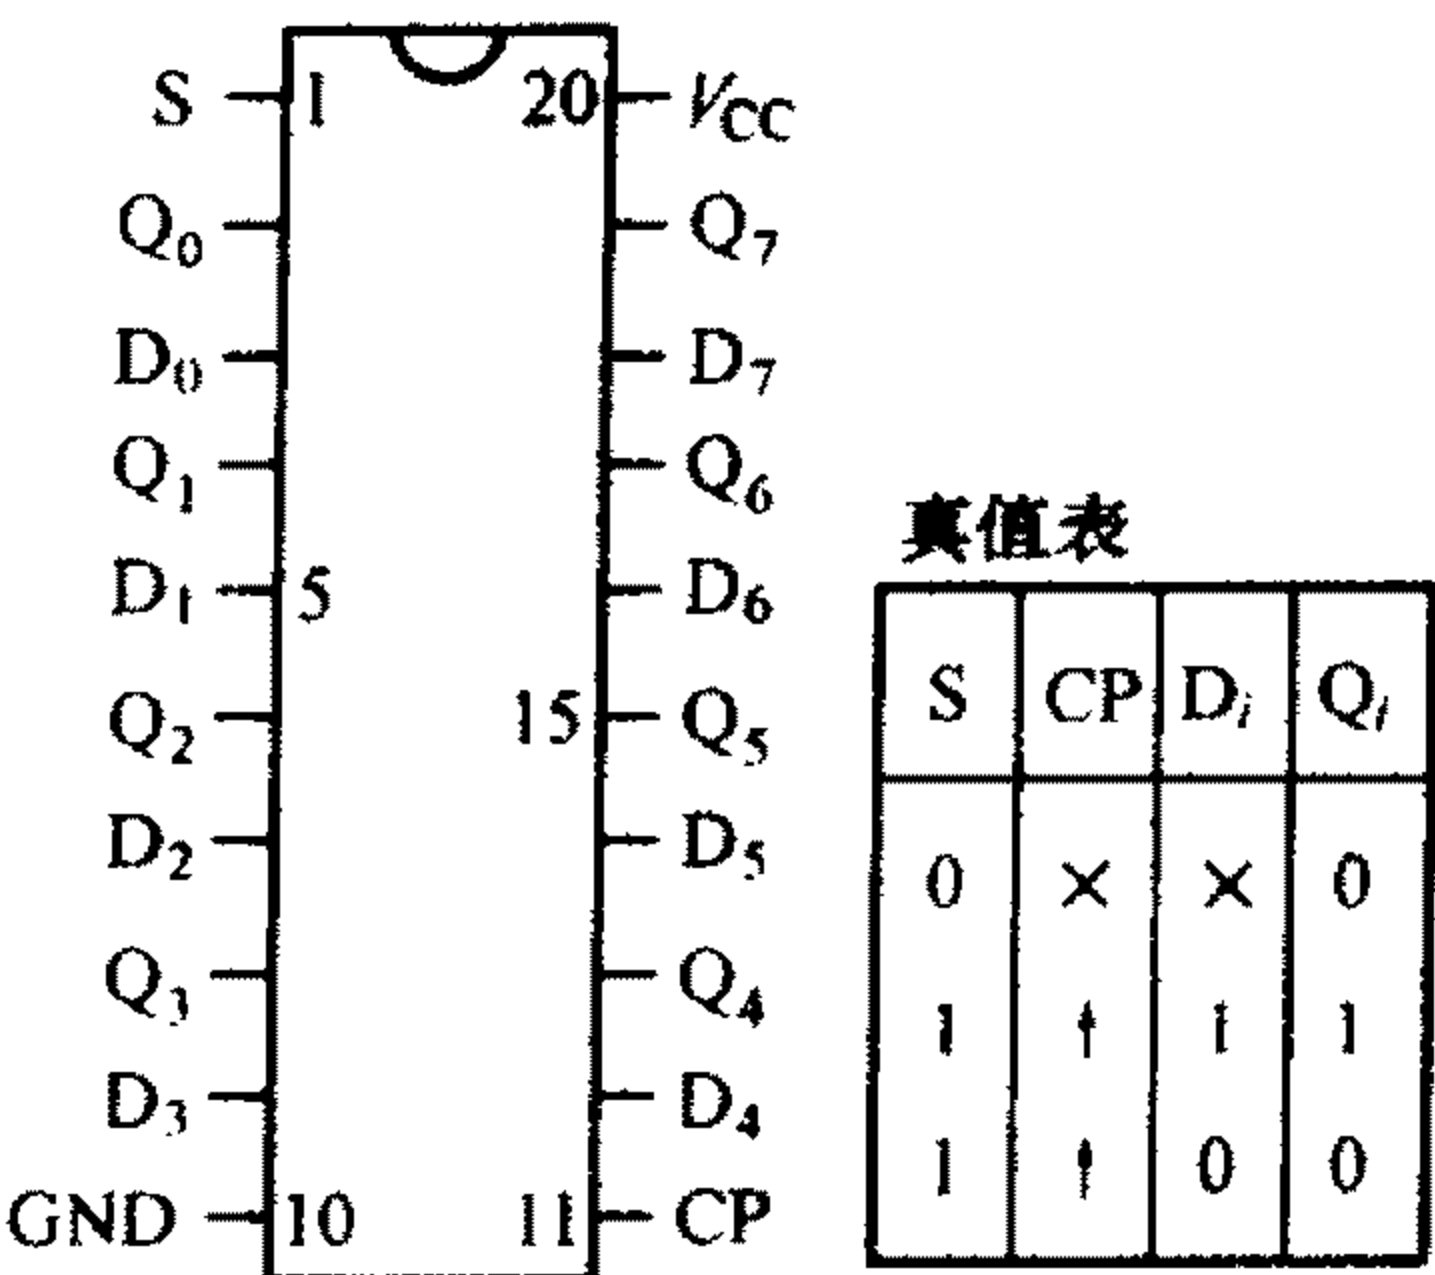 S 1 20 VCC
Q0 Q7
D0 D7
Q1 Q6
D1 5 D6
Q2 15 Q5
D2 D5
Q3 Q4
D3 D4
GND 10 11 CP
真值表
S CP Di Qi
0 × × 0
1 ↑ 1 1
1 ↑ 0 0